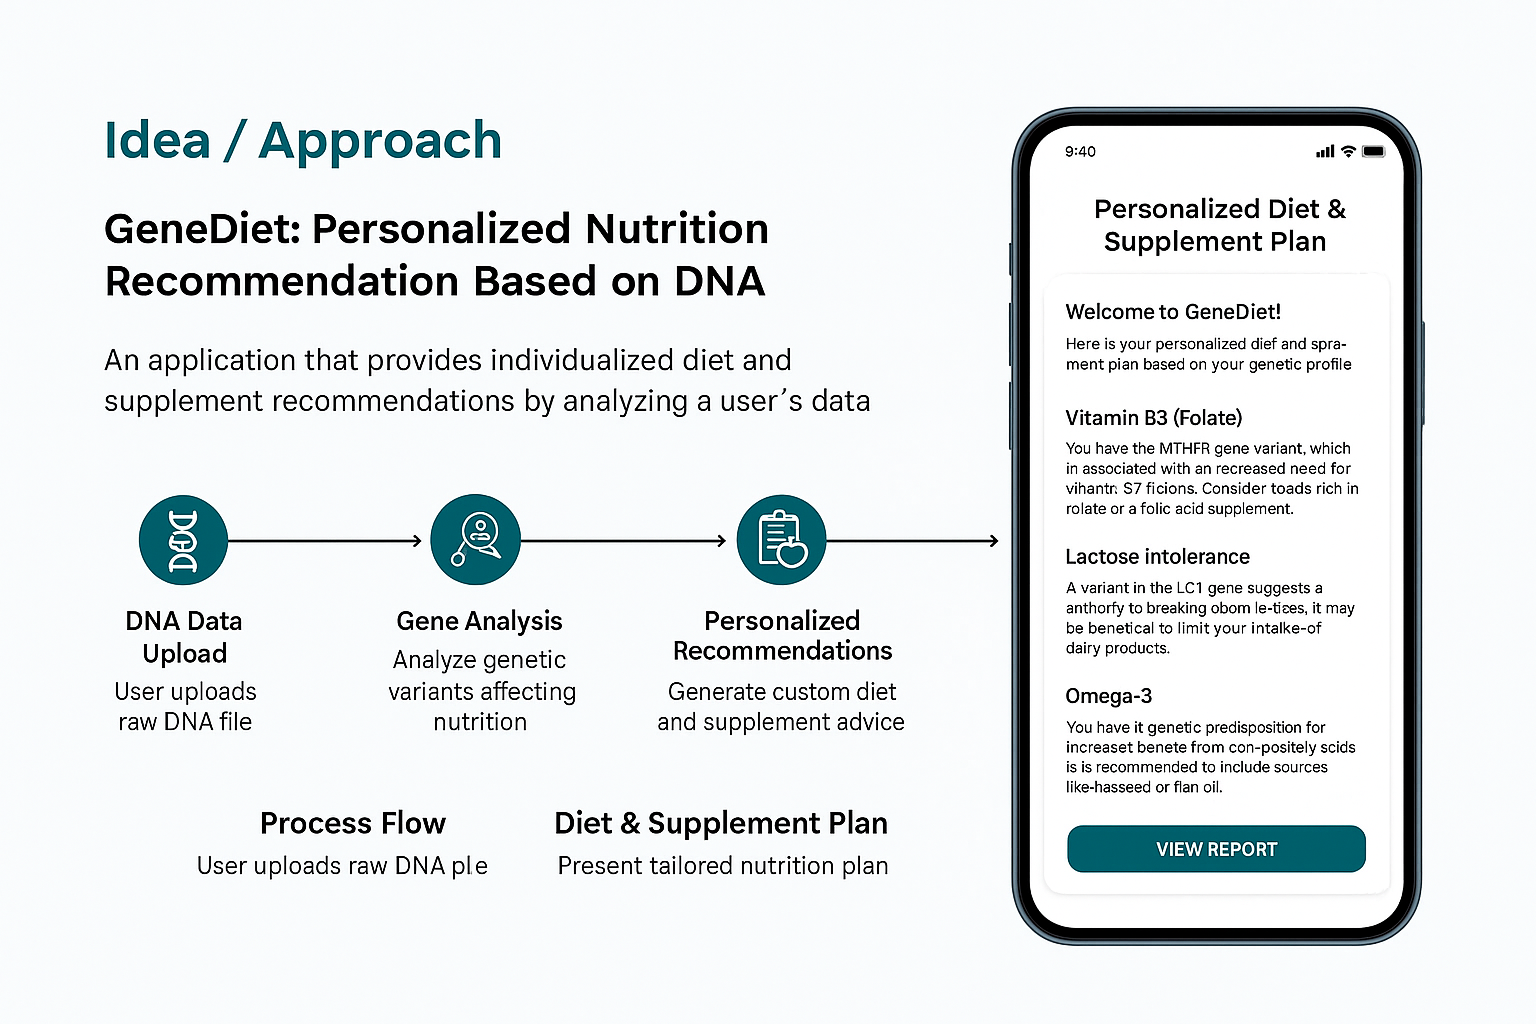 Idea / Approach
GeneDiet: Personalized Nutrition
Recommendation Based on DNA
An application that provides individualized diet and
supplement recommendations by analyzing a user's data
DNA Data
Upload
User uploads
raw DNA file
Gene Analysis
Analyze genetic
variants affecting
nutrition
Personalized
Recommendations
Generate custom diet
and supplement advice
Process Flow
User uploads raw DNA ple
Diet & Supplement Plan
Present tailored nutrition plan
9:40
Personalized Diet &
Supplement Plan
Welcome to GeneDiet!
Here is your personalized dief and spra-
ment plan based on your genetic profile
Vitamin B3 (Folate)
You have the MTHFR gene variant, which
in associated with an recreased need for
vihantn S7 ficions. Consider toads rich in
rolate or a folic acid supplement.
Lactose intolerance
A variant in the LC1 gene suggests a
anthorfy to breaking obom le-tizes, it may
be benetical to limit your intalke-of
dairy products.
Omega-3
You have it genetic predisposition for
increaset benete from con-positely scids
is is recommended to include sources
like-hasseed or flan oil.
VIEW REPORT